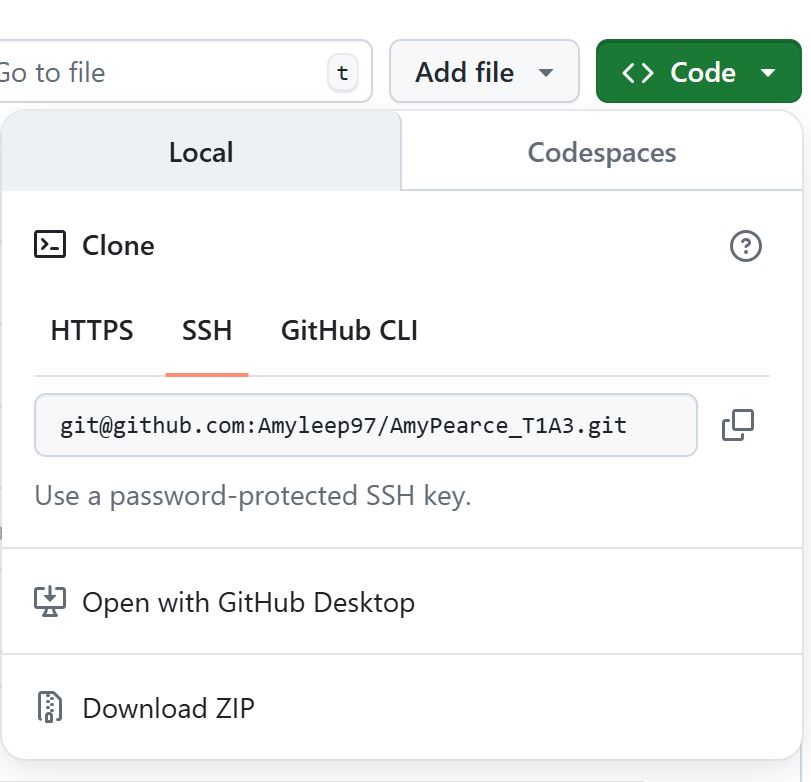 Go to file t Add file <> Code
Local Codespaces
Clone
HTTPS SSH GitHub CLI
git@github.com:Amyleep97/AmyPearce_T1A3.git
Use a password-protected SSH key.
Open with GitHub Desktop
Download ZIP